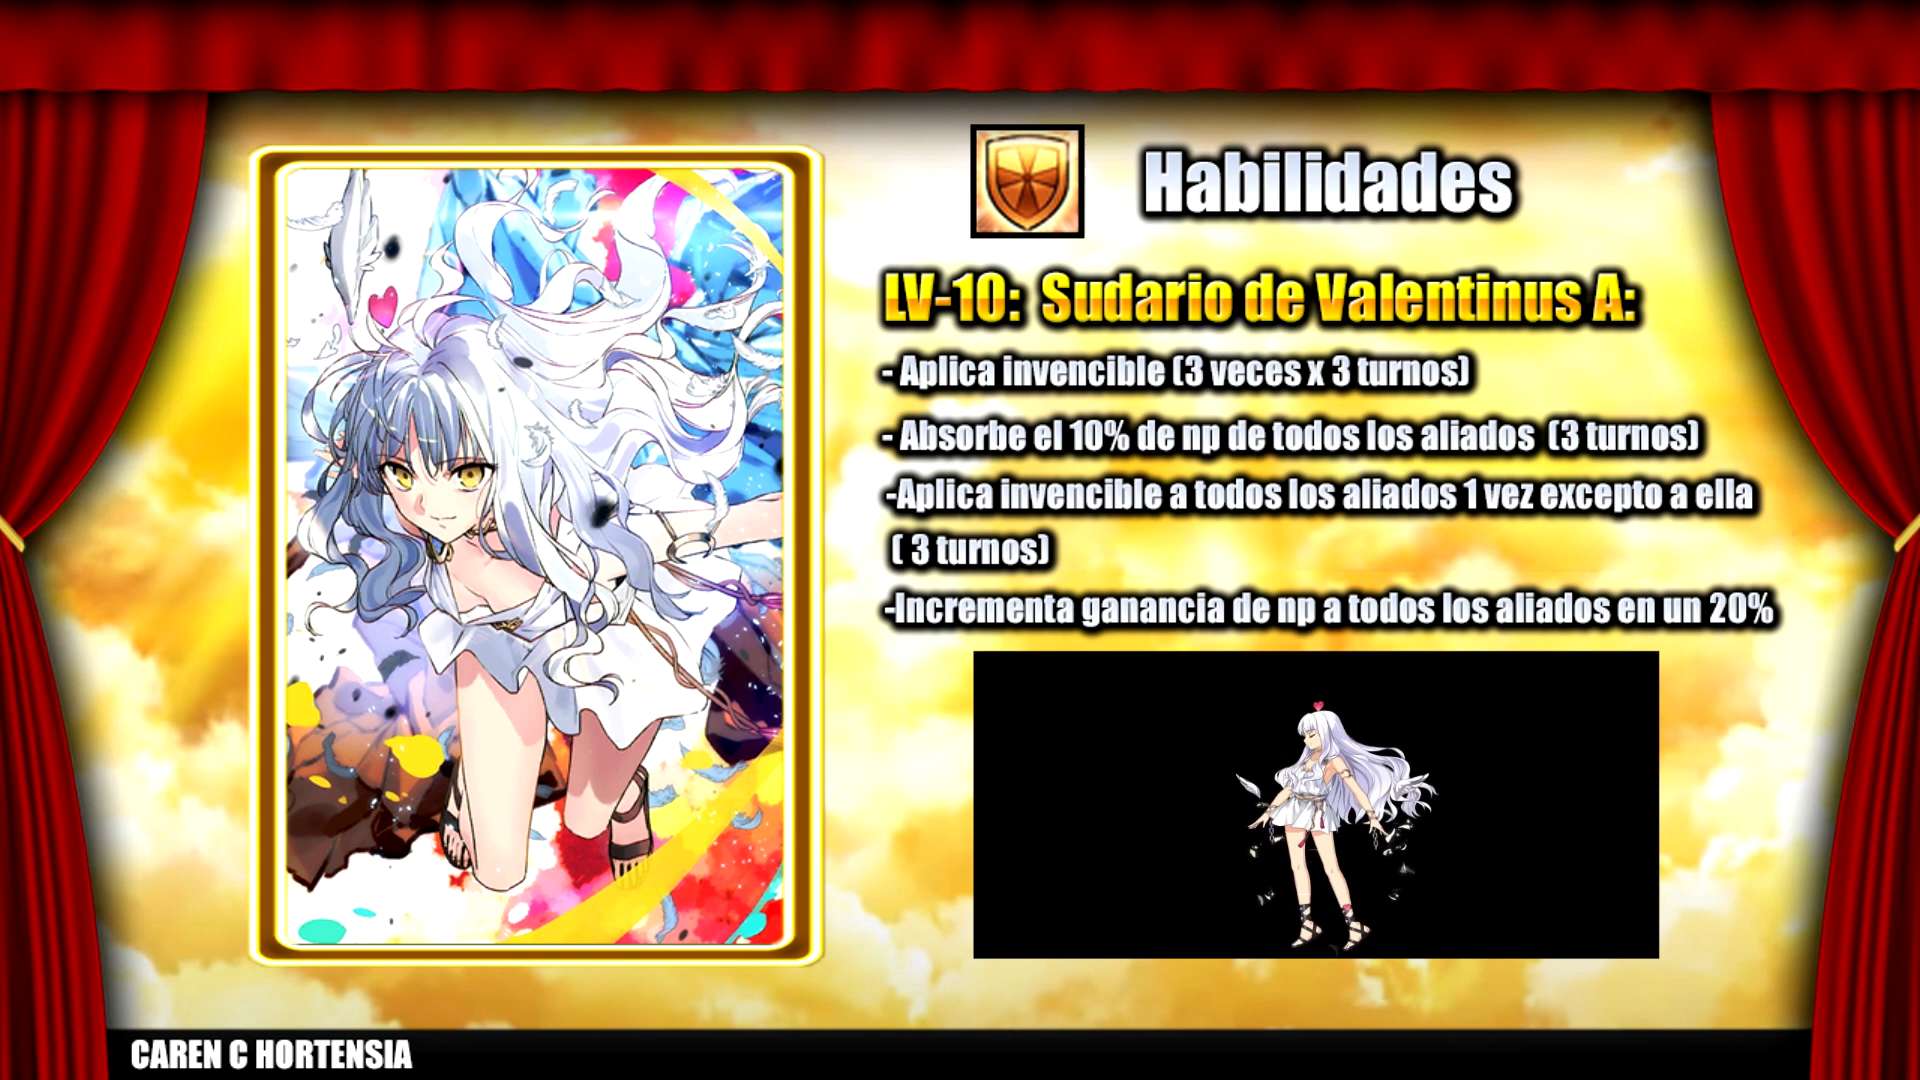 Habilidades
LV-10: Sudario de Valentinus A:
- Aplica invencible (3 veces x 3 turnos)
- Absorbe el 10% de np de todos los aliados (3 turnos)
-Aplica invencible a todos los aliados 1 vez excepto a ella
( 3 turnos)
-Incrementa ganancia de np a todos los aliados en un 20%
CAREN C HORTENSIA